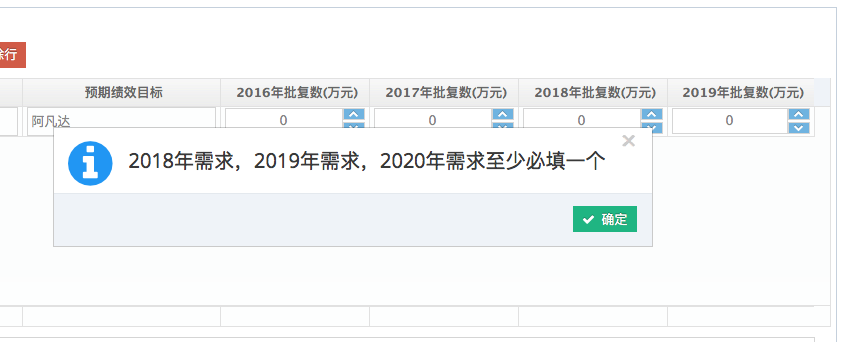 除行
预期绩效目标 2016年批复数(万元) 2017年批复数(万元) 2018年批复数(万元) 2019年批复数(万元)
阿凡达 0 0 0 0
2018年需求，2019年需求，2020年需求至少必填一个
确定